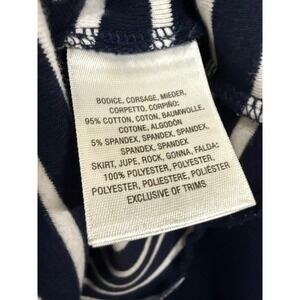 BODICE, CORSAGE, MIEDER,
CORPETTO, CORPIÑO:
95% COTTON, COTON, BAUMWOLLE,
COTONE, ALGODÓN
5% SPANDEX, SPANDEX,
SPANDEX, SPANDEX, SPANDEX
SKIRT, JUPE, ROCK, GONNA, FALDA:
100% POLYESTER, POLYESTER,
POLYESTER, POLIESTERE, POLIÉSTER
EXCLUSIVE OF TRIMS